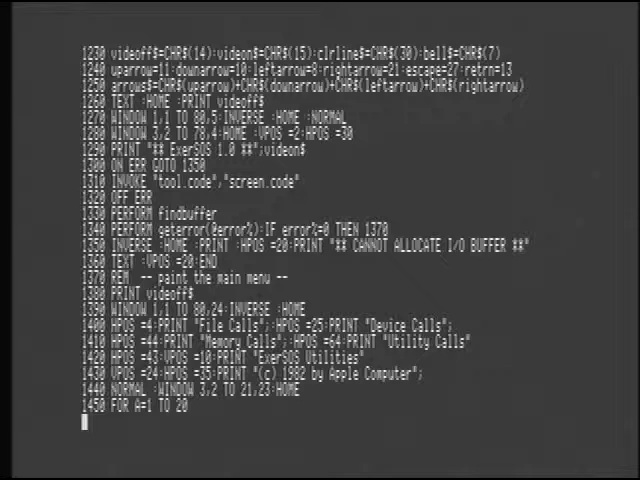 1230 videoff$=CHR$(14):videon$=CHR$(15):clrline$=CHR$(30):bell$=CHR$(7)
1240 uparrow=11:downarrow=10:leftarrow=8:rightarrow=21:escape=27:retrn=13
1250 arrows$=CHR$(uparrow)+CHR$(downarrow)+CHR$(leftarrow)+CHR$(rightarrow)
1260 TEXT :HOME :PRINT videoff$
1270 WINDOW 1,1 TO 80,5:INVERSE :HOME :NORMAL
1280 WINDOW 3,2 TO 78,4:HOME :VPOS =2:HPOS =30
1290 PRINT "** ExerSOS 1.0 **";videon$
1300 ON ERR GOTO 1350
1310 INVOKE "tool.code","screen.code"
1320 OFF ERR
1330 PERFORM findbuffer
1340 PERFORM geterror(@error%):IF error%=0 THEN 1370
1350 INVERSE :HOME :PRINT :HPOS =20:PRINT "** CANNOT ALLOCATE I/O BUFFER **"
1360 TEXT :VPOS =20:END
1370 REM  -- paint the main menu --
1380 PRINT videoff$
1390 WINDOW 1,1 TO 80,24:INVERSE :HOME
1400 HPOS =4:PRINT "File Calls";:HPOS =25:PRINT "Device Calls";
1410 HPOS =44:PRINT "Memory Calls";:HPOS =64:PRINT "Utility Calls"
1420 HPOS =43:VPOS =10:PRINT "ExerSOS Utilities"
1430 VPOS =24:HPOS =35:PRINT "(c) 1982 by Apple Computer";
1440 NORMAL :WINDOW 3,2 TO 21,23:HOME
1450 FOR A=1 TO 20